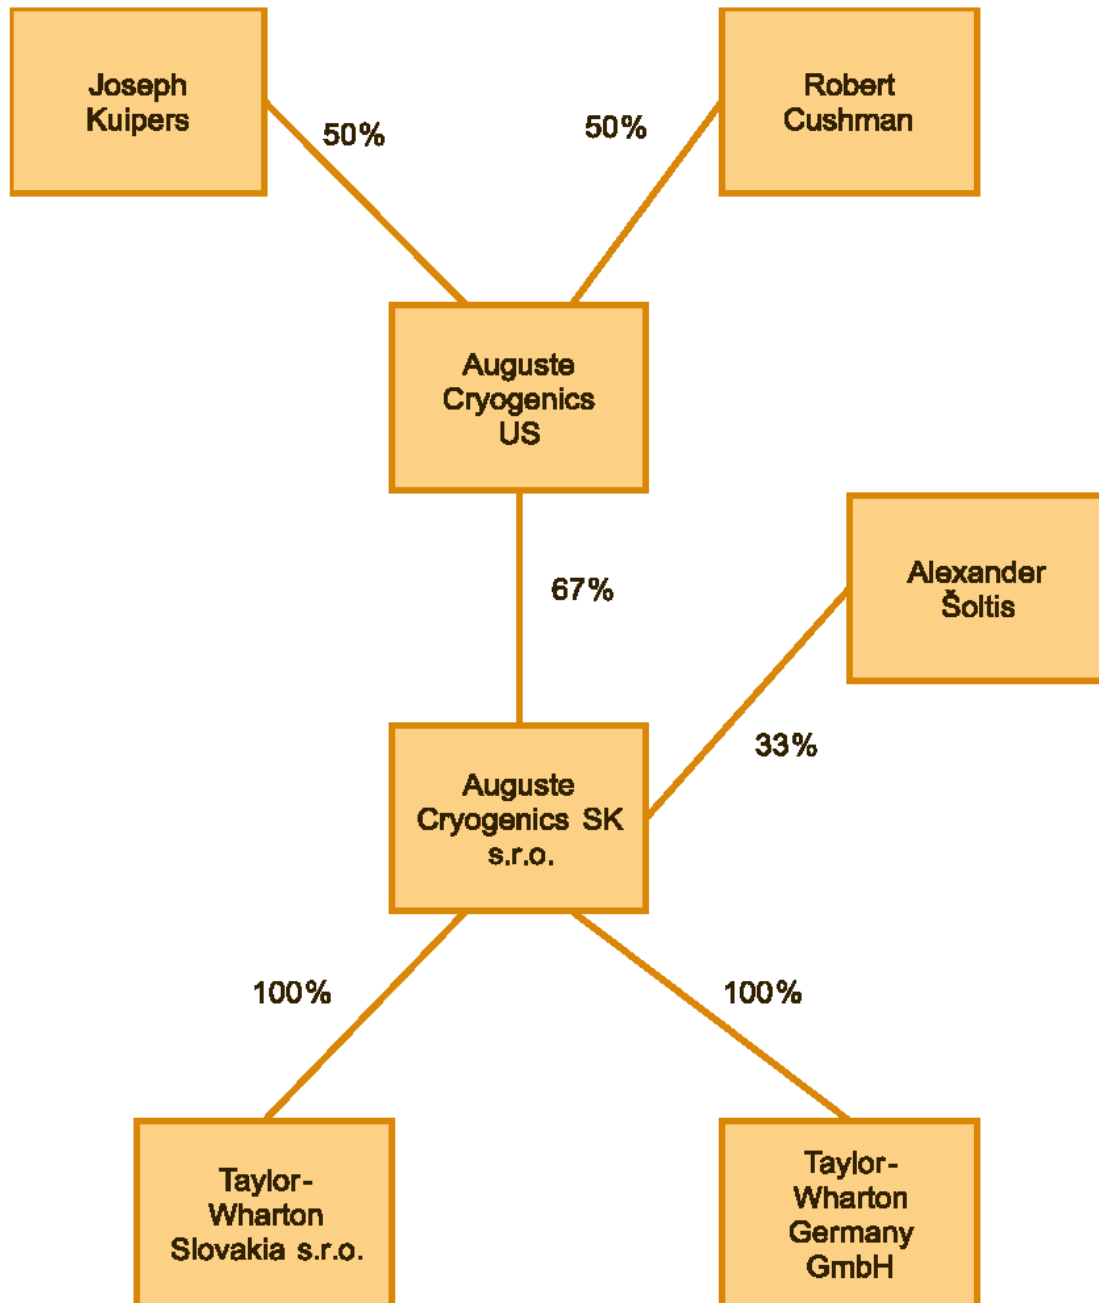 Joseph
Kuipers
Robert
Cushman
50%
50%
Auguste
Cryogenics
US
67%
Alexander
Šoltis
33%
Auguste
Cryogenics SK
s.r.o.
100%
100%
Taylor-
Wharton
Slovakia s.r.o.
Taylor-
Wharton
Germany
GmbH